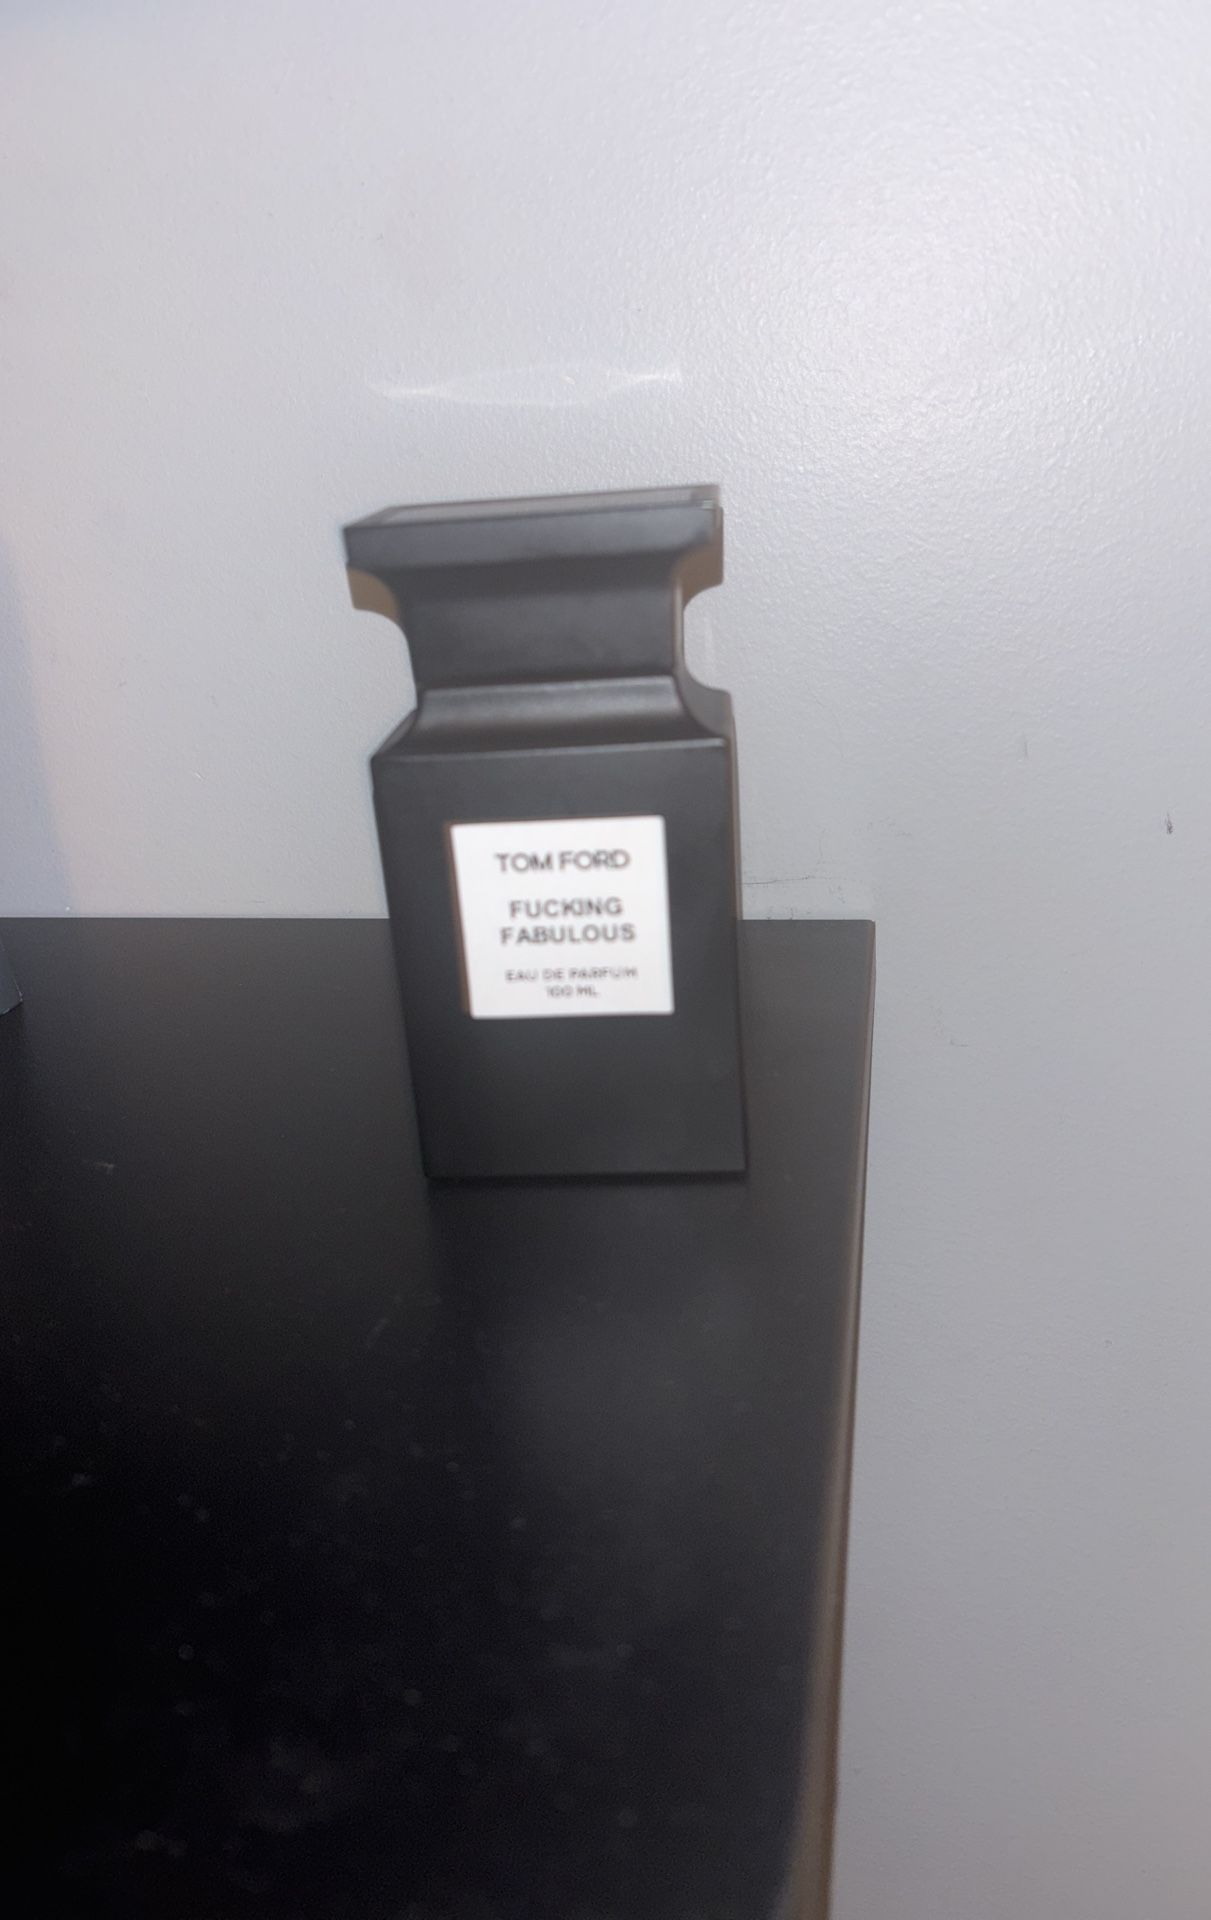 TOM FORD
FUCKING
FABULOUS
EAU DE PARFUM
100 ML